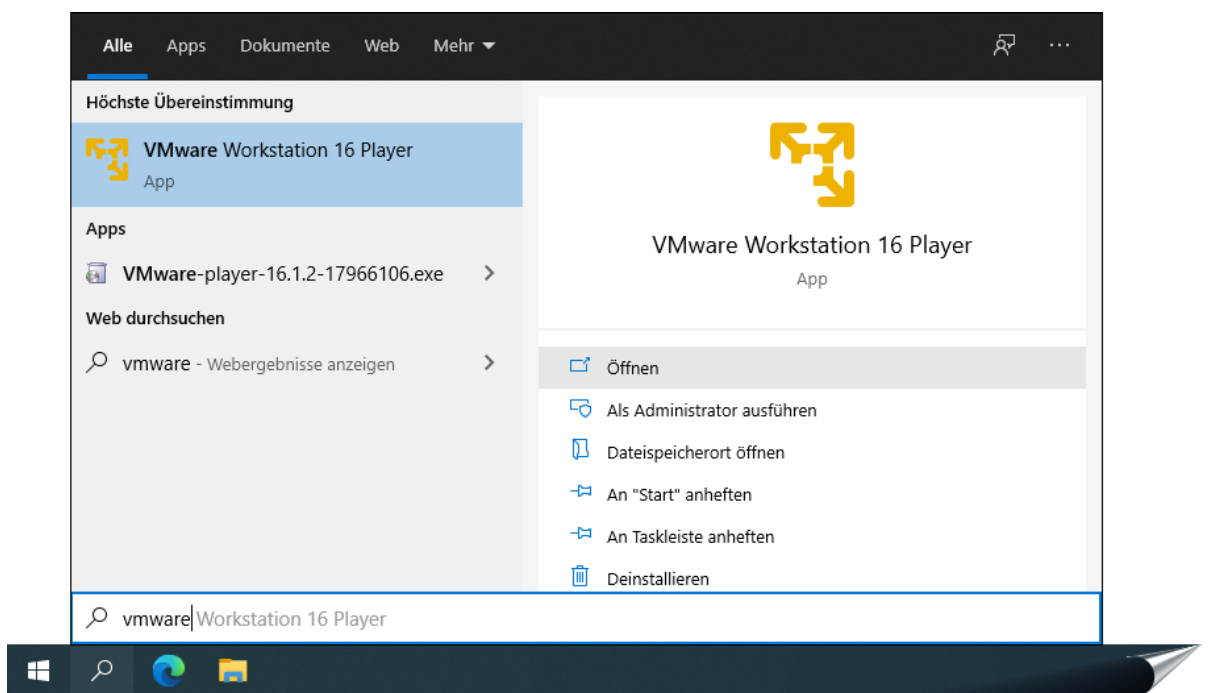 Alle Apps Dokumente Web Mehr
Höchste Übereinstimmung
VMware Workstation 16 Player
App
Apps
VMware-player-16.1.2-17966106.exe
Web durchsuchen
vmware - Webergebnisse anzeigen
VMware Workstation 16 Player
App
Öffnen
Als Administrator ausführen
Dateispeicherort öffnen
An "Start" anheften
An Taskleiste anheften
Deinstallieren
vmware Workstation 16 Player